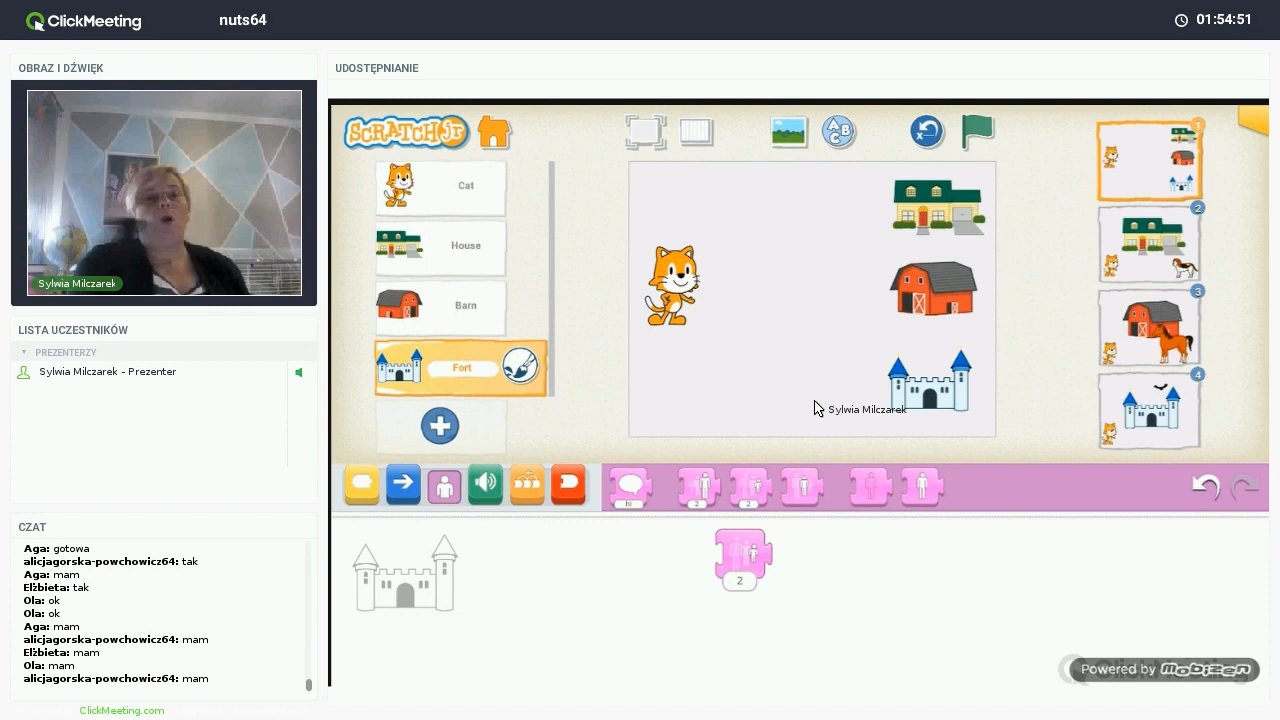 ClickMeeting
nuts64
01:54:51
OBRAZ I DŹWIĘK
Sylwia Milczarek
LISTA UCZESTNIKÓW
PREZENTERZY
Sylwia Milczarek - Prezenter
CZAT
Aga: gotowa
alicjagorska-powchowicz64: tak
Aga: mam
Elżbieta: tak
Ola: ok
Ola: ok
Aga: mam
alicjagorska-powchowicz64: mam
Elżbieta: mam
Ola: mam
alicjagorska-powchowicz64: mam
ClickMeeting.com
UDOSTĘPNIANIE
SCRATCH Jr
ABC
Cat
House
Barn
Fort
Sylwia Milczarek
1
2
3
4
hi
2
2
2
Powered by Mobizen